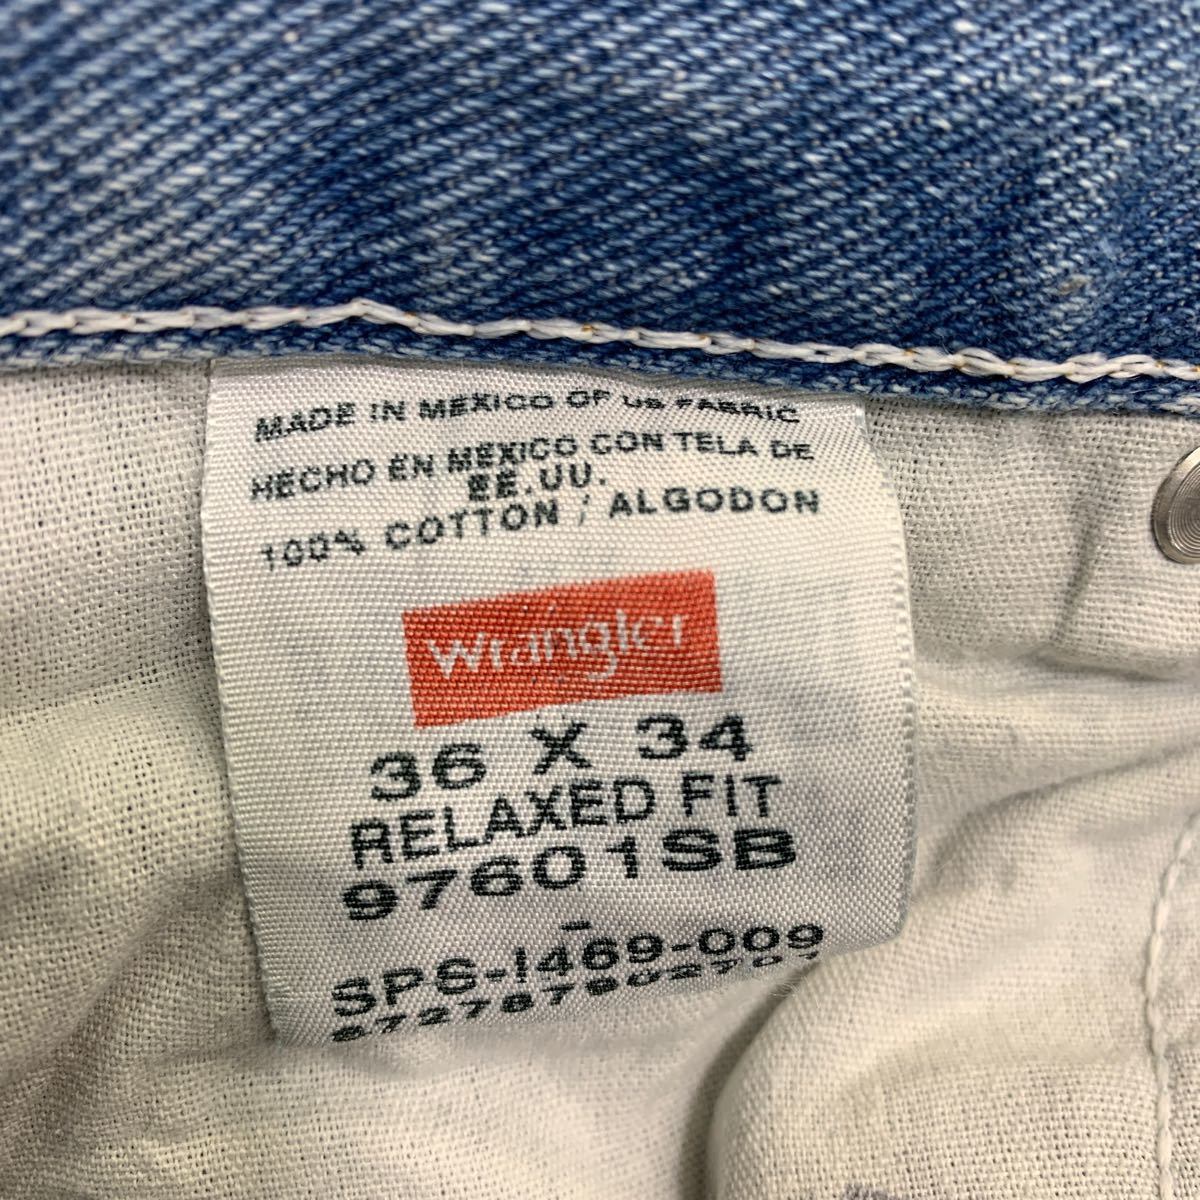 MADE IN MEXICO OF US FABRIC
HECHO EN MEXICO CON TELA DE
EE.UU.
100% COTTON / ALGODON
Wrangler
36 X 34
RELAXED FIT
97601SB
-
SPS-1469-009